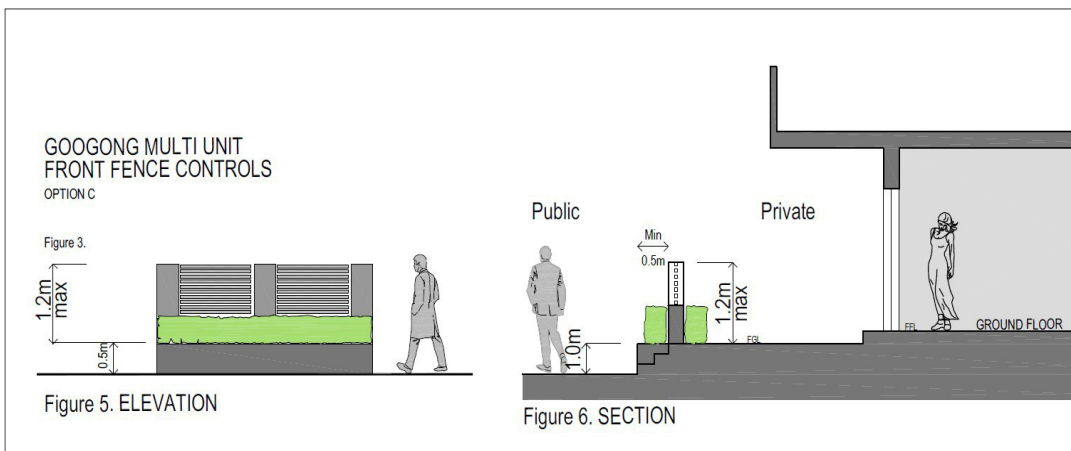 GOOGONG MULTI UNIT
FRONT FENCE CONTROLS
OPTION C
Figure 3.
1.2m
max
0.5m
Figure 5. ELEVATION
Public
Private
Min
0.5m
1.2m
max
1.0m
FGL
FFL
GROUND FLOOR
Figure 6. SECTION